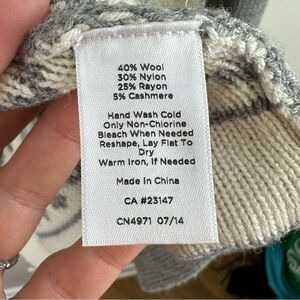 40% Wool
30% Nylon
25% Rayon
5% Cashmere
Hand Wash Cold
Only Non-Chlorine
Bleach When Needed
Reshape, Lay Flat To
Dry
Warm Iron, if Needed
Made in China
CA #23147
CN4971 07/14